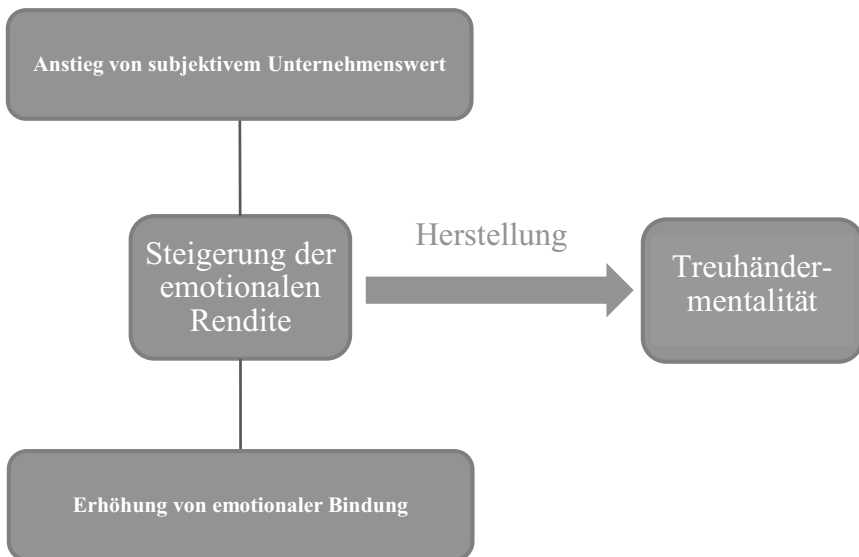 Anstieg von subjektivem Unternehmenswert
Steigerung der
emotionalen
Rendite
Herstellung
Treuhänder-
mentalität
Erhöhung von emotionaler Bindung